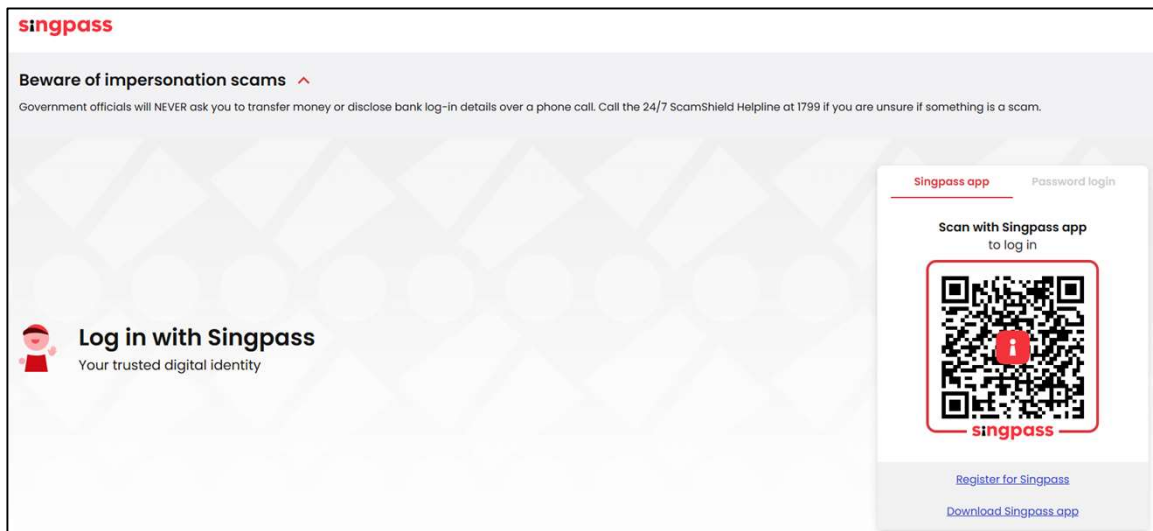 singpass
Beware of impersonation scams
Government officials will NEVER ask you to transfer money or disclose bank log-in details over a phone call. Call the 24/7 ScamShield Helpline at 1799 if you are unsure if something is a scam.
Log in with Singpass
Your trusted digital identity
Singpass app Password login
Scan with Singpass app
to log in
singpass
Register for Singpass
Download Singpass app